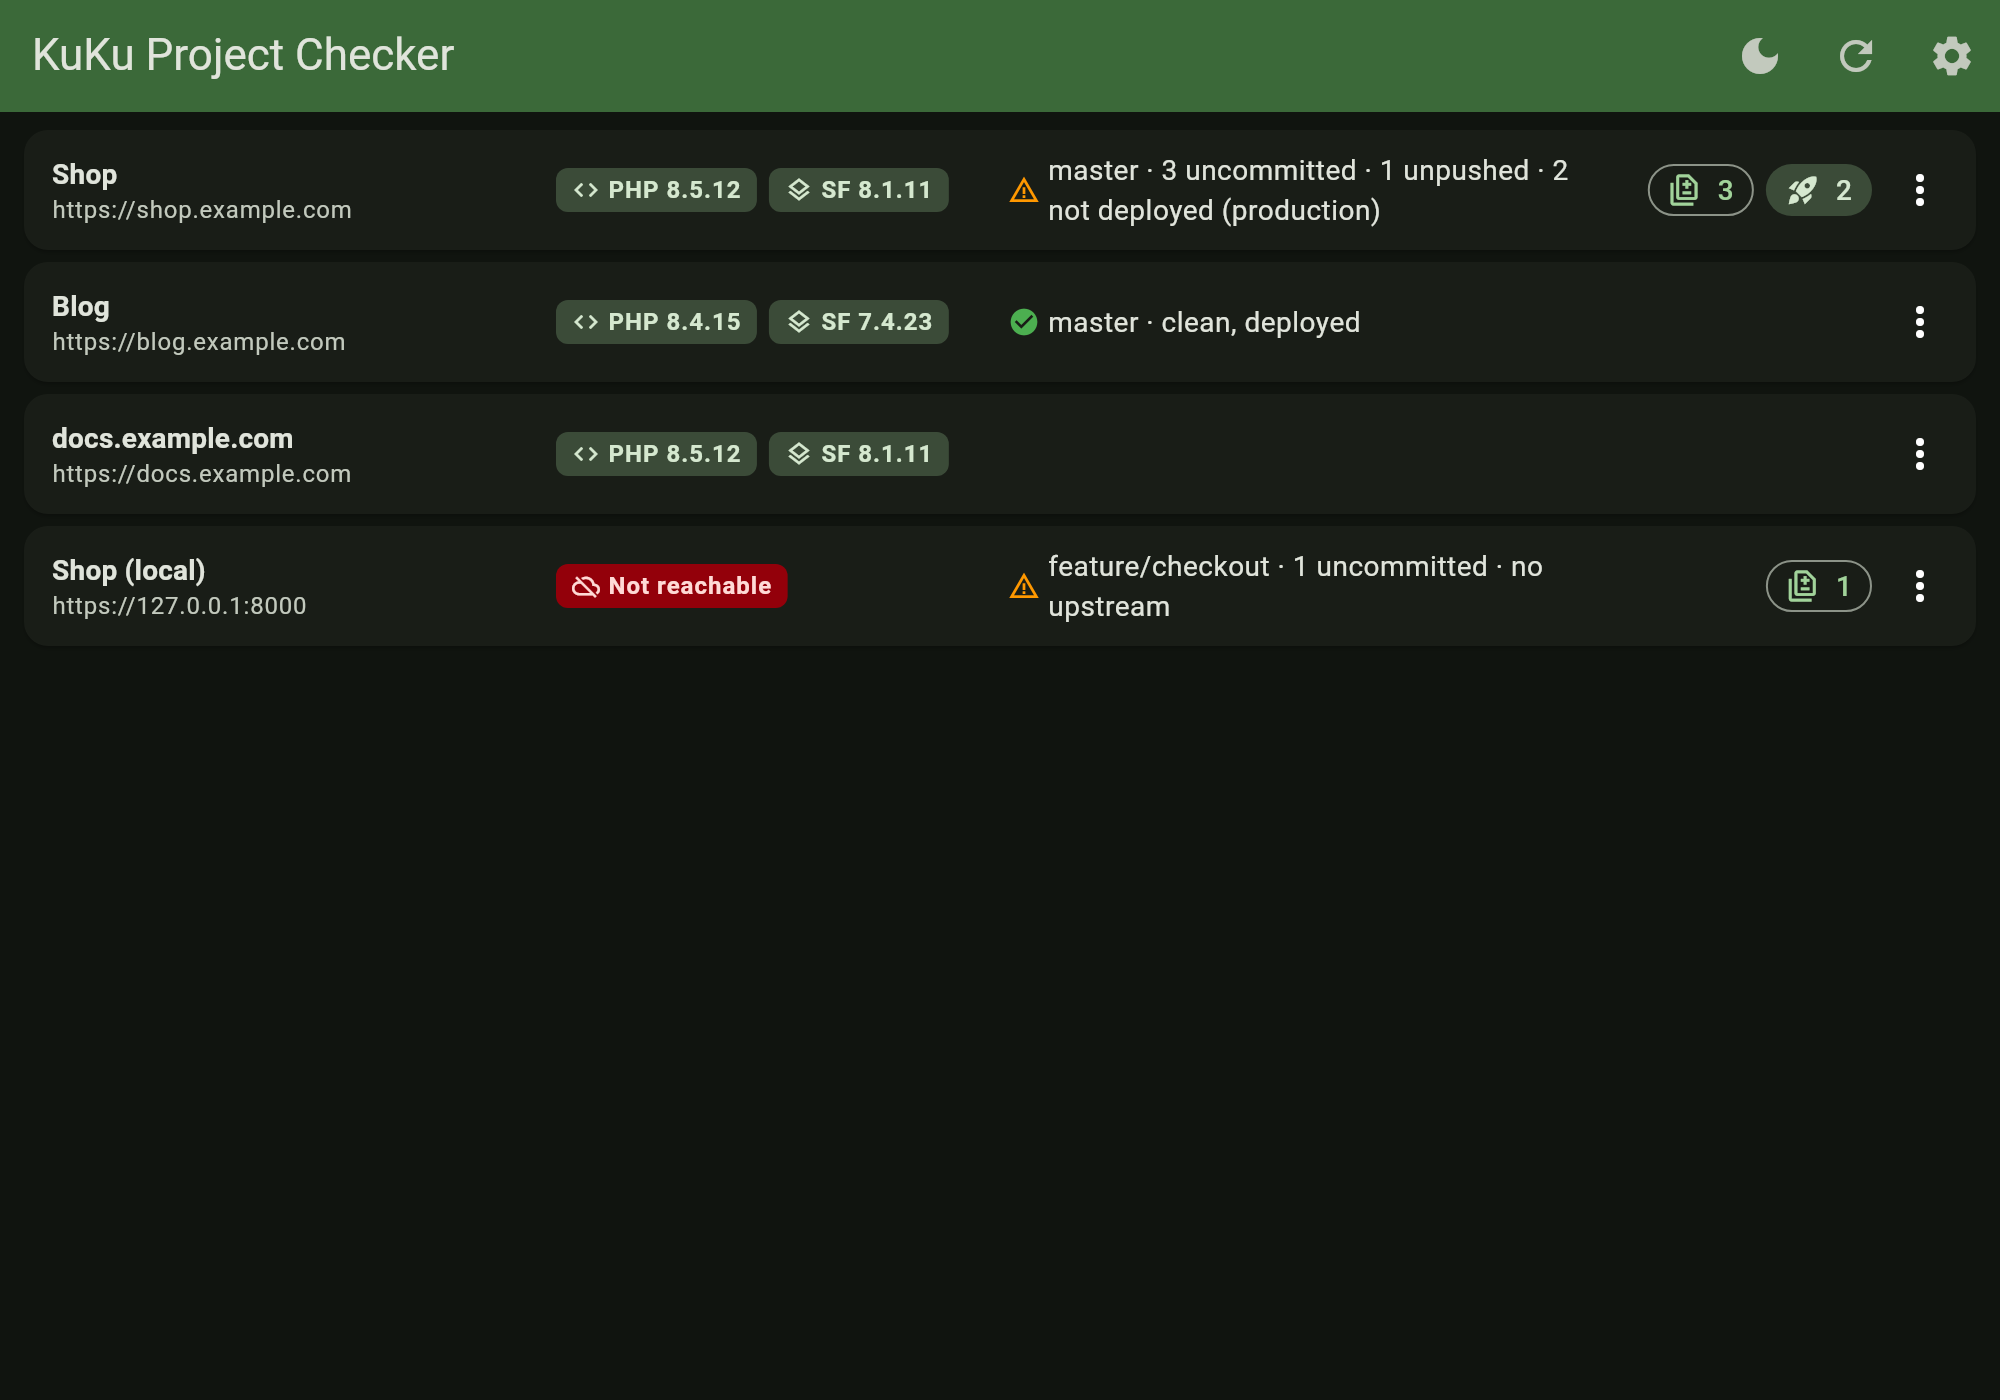 KuKu Project Checker
Shop
https://shop.example.com
PHP 8.5.12
SF 8.1.11
master · 3 uncommitted · 1 unpushed · 2
not deployed (production)
3
2
Blog
https://blog.example.com
PHP 8.4.15
SF 7.4.23
master · clean, deployed
docs.example.com
https://docs.example.com
PHP 8.5.12
SF 8.1.11
Shop (local)
https://127.0.0.1:8000
Not reachable
feature/checkout · 1 uncommitted · no
upstream
1